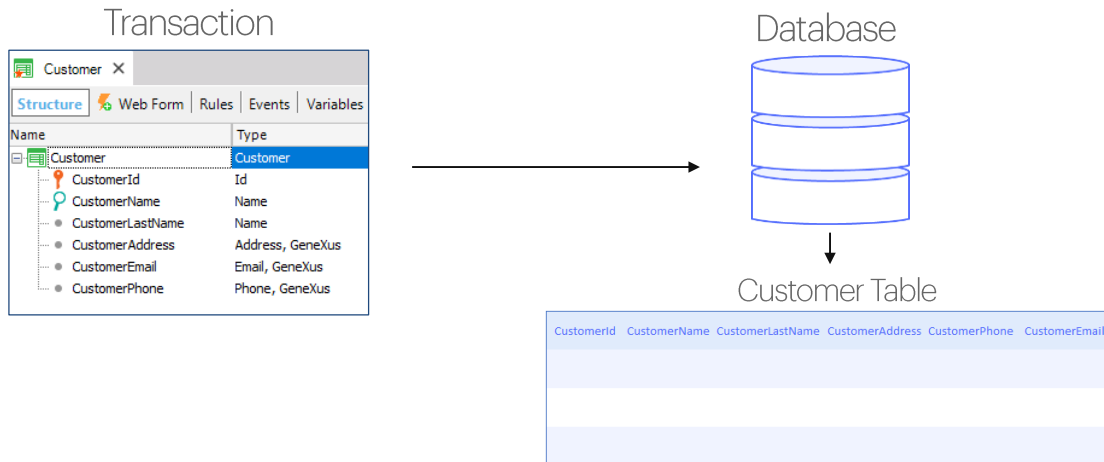 Transaction
Database
Customer
Structure Web Form Rules Events Variables
Name Type
Customer Customer
CustomerId Id
CustomerName Name
CustomerLastName Name
CustomerAddress Address, GeneXus
CustomerEmail Email, GeneXus
CustomerPhone Phone, GeneXus
Customer Table
CustomerId CustomerName CustomerLastName CustomerAddress CustomerPhone CustomerEmail